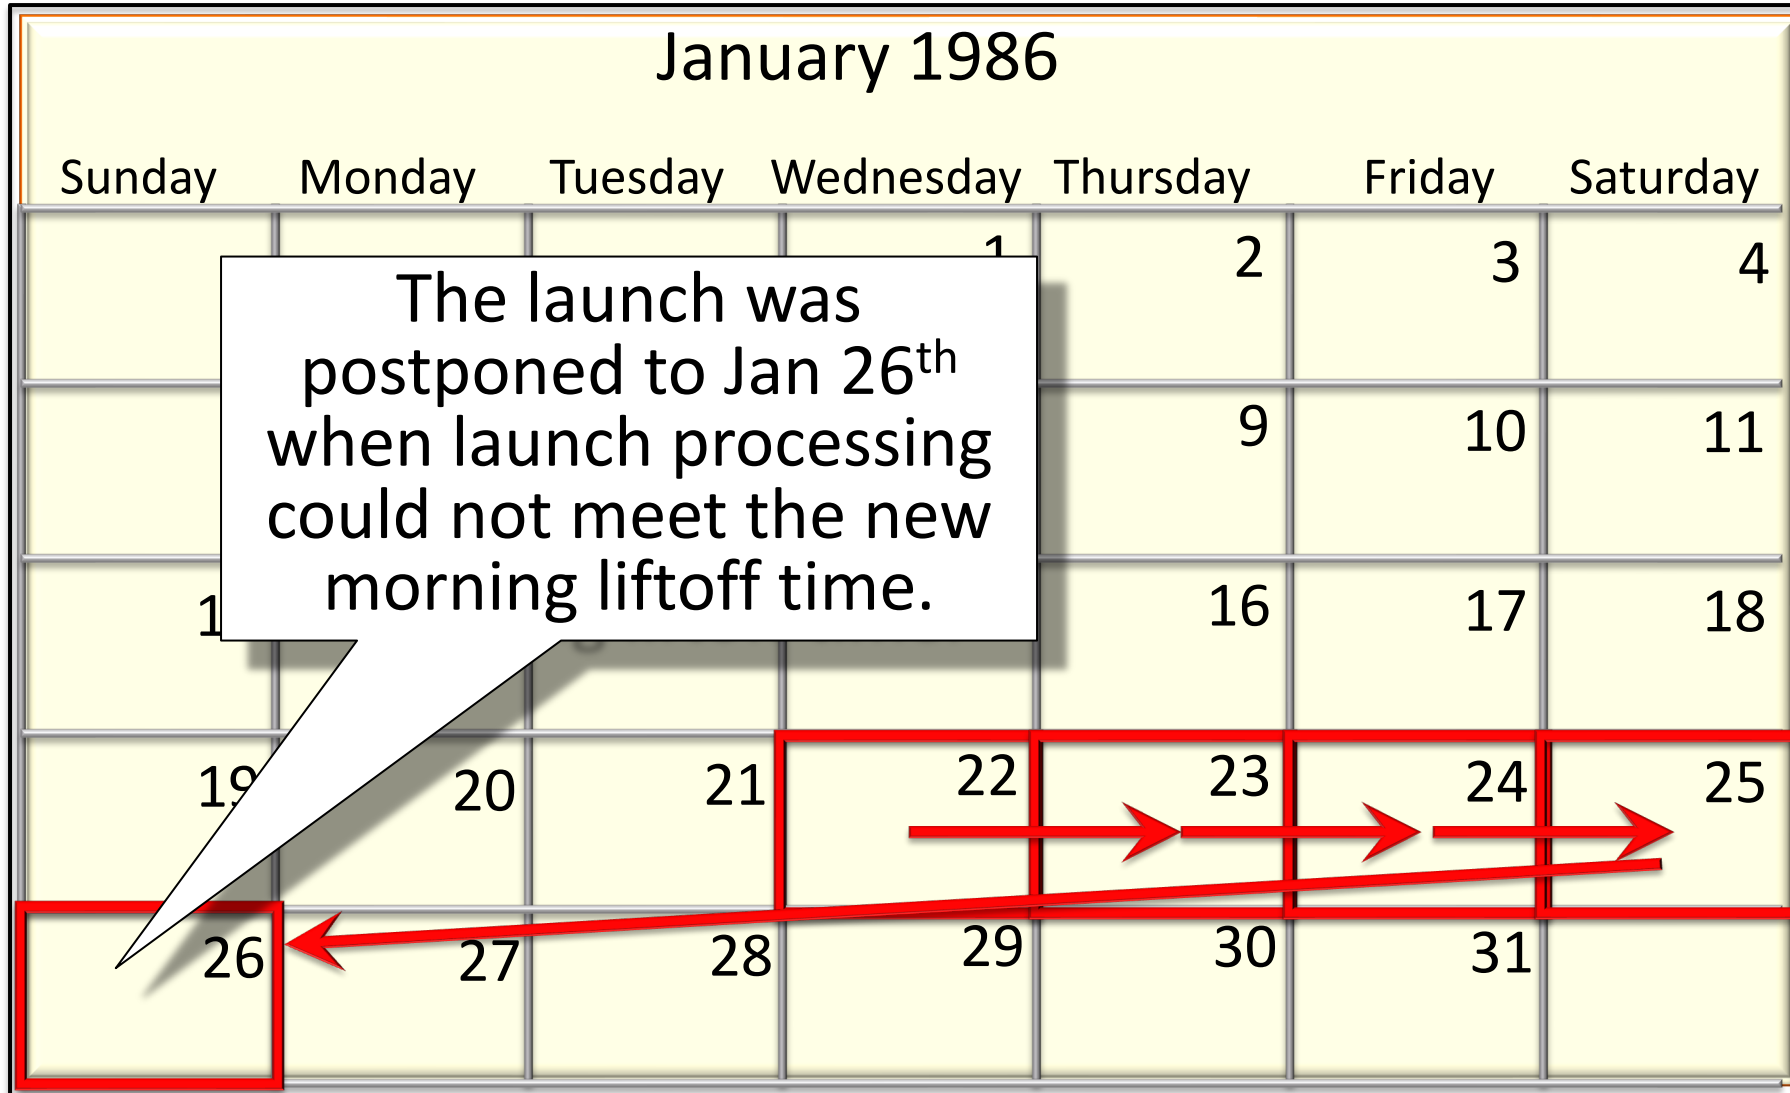 January 1986
Sunday Monday Tuesday Wednesday Thursday Friday Saturday
1 2 3 4
The launch was
postponed to Jan 26th
when launch processing
could not meet the new
morning liftoff time.
9 10 11
16 17 18
19 20 21 22 23 24 25
26 27 28 29 30 31